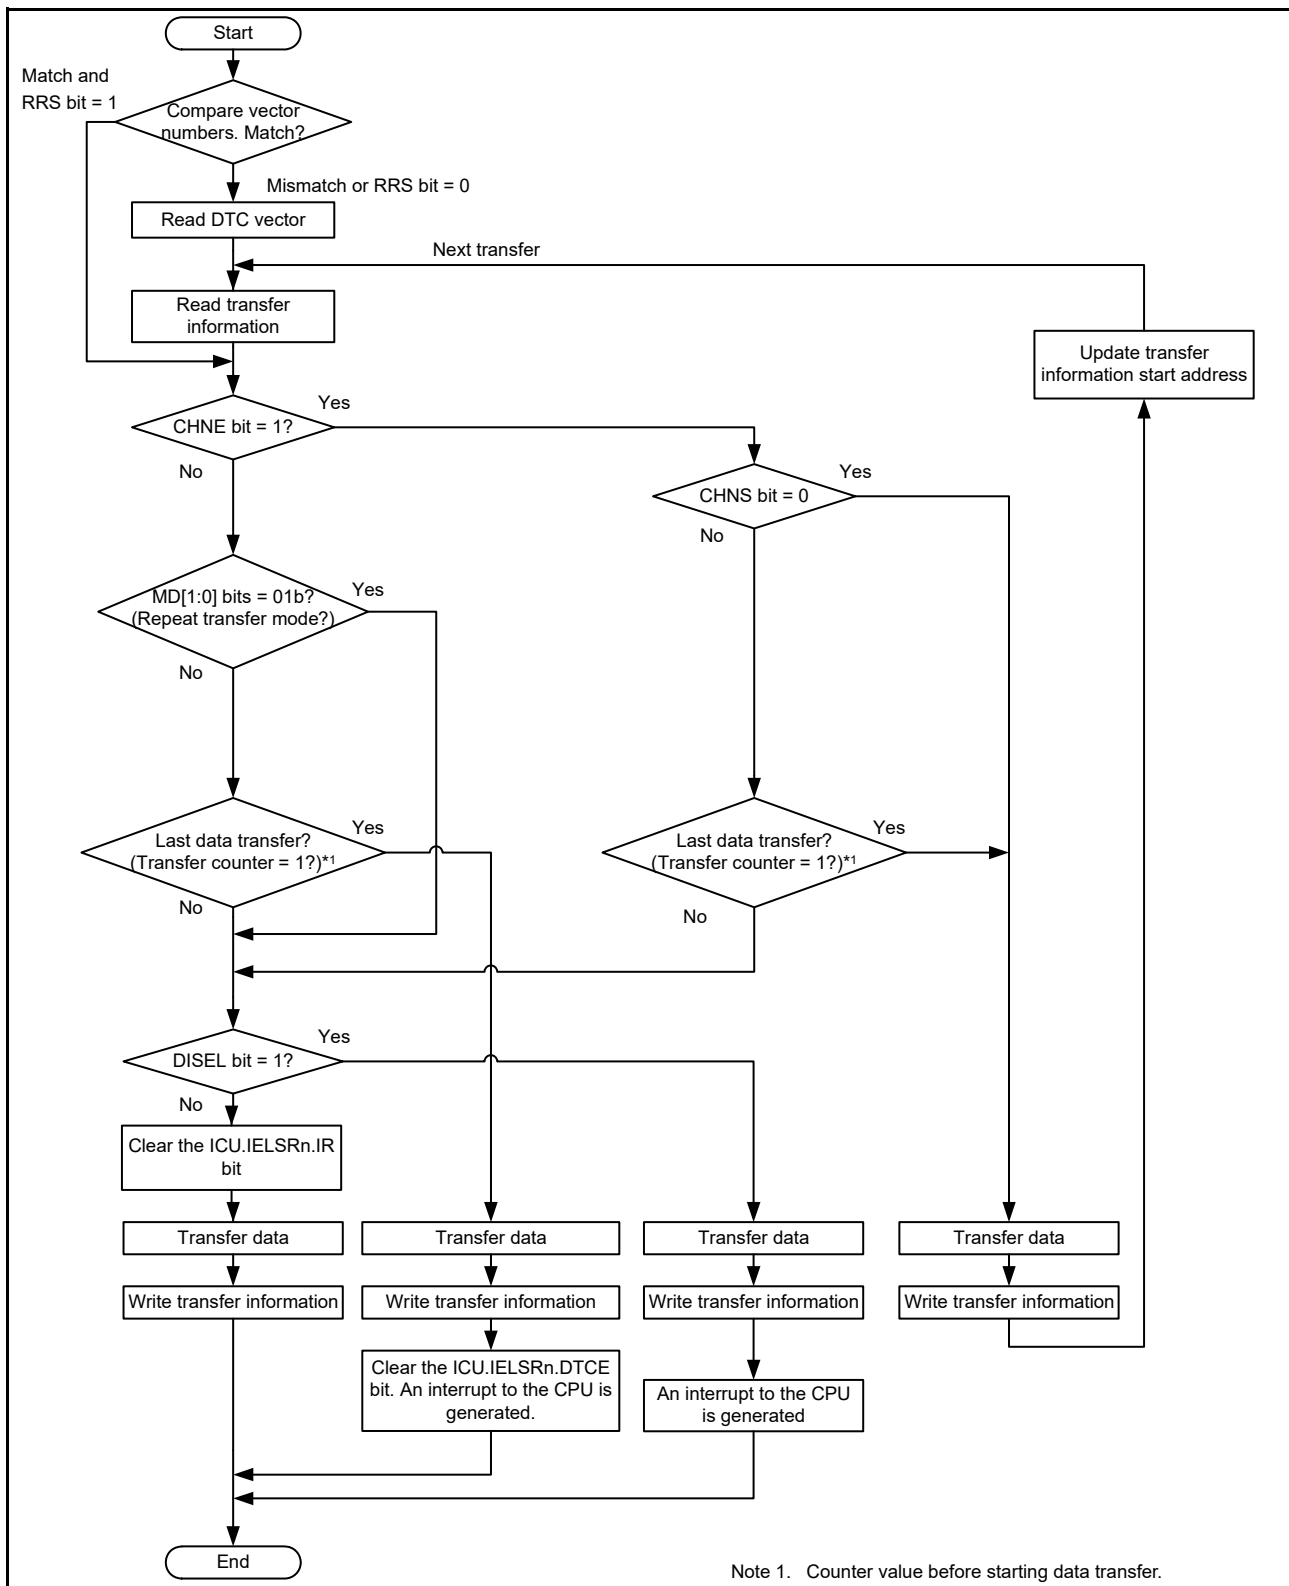 Start
Match and
RRS bit = 1
Compare vector
numbers. Match?
Mismatch or RRS bit = 0
Read DTC vector
Next transfer
Read transfer
information
Update transfer
information start address
CHNE bit = 1?
Yes
No
CHNS bit = 0
Yes
No
MD[1:0] bits = 01b?
(Repeat transfer mode?)
Yes
No
Last data transfer?
(Transfer counter = 1?)*1
Yes
No
Last data transfer?
(Transfer counter = 1?)*1
Yes
No
DISEL bit = 1?
Yes
No
Clear the ICU.IELSRn.IR
bit
Transfer data
Transfer data
Transfer data
Transfer data
Write transfer information
Write transfer information
Write transfer information
Write transfer information
Clear the ICU.IELSRn.DTCE
bit. An interrupt to the CPU is
generated.
An interrupt to the CPU
is generated
End
Note 1. Counter value before starting data transfer.